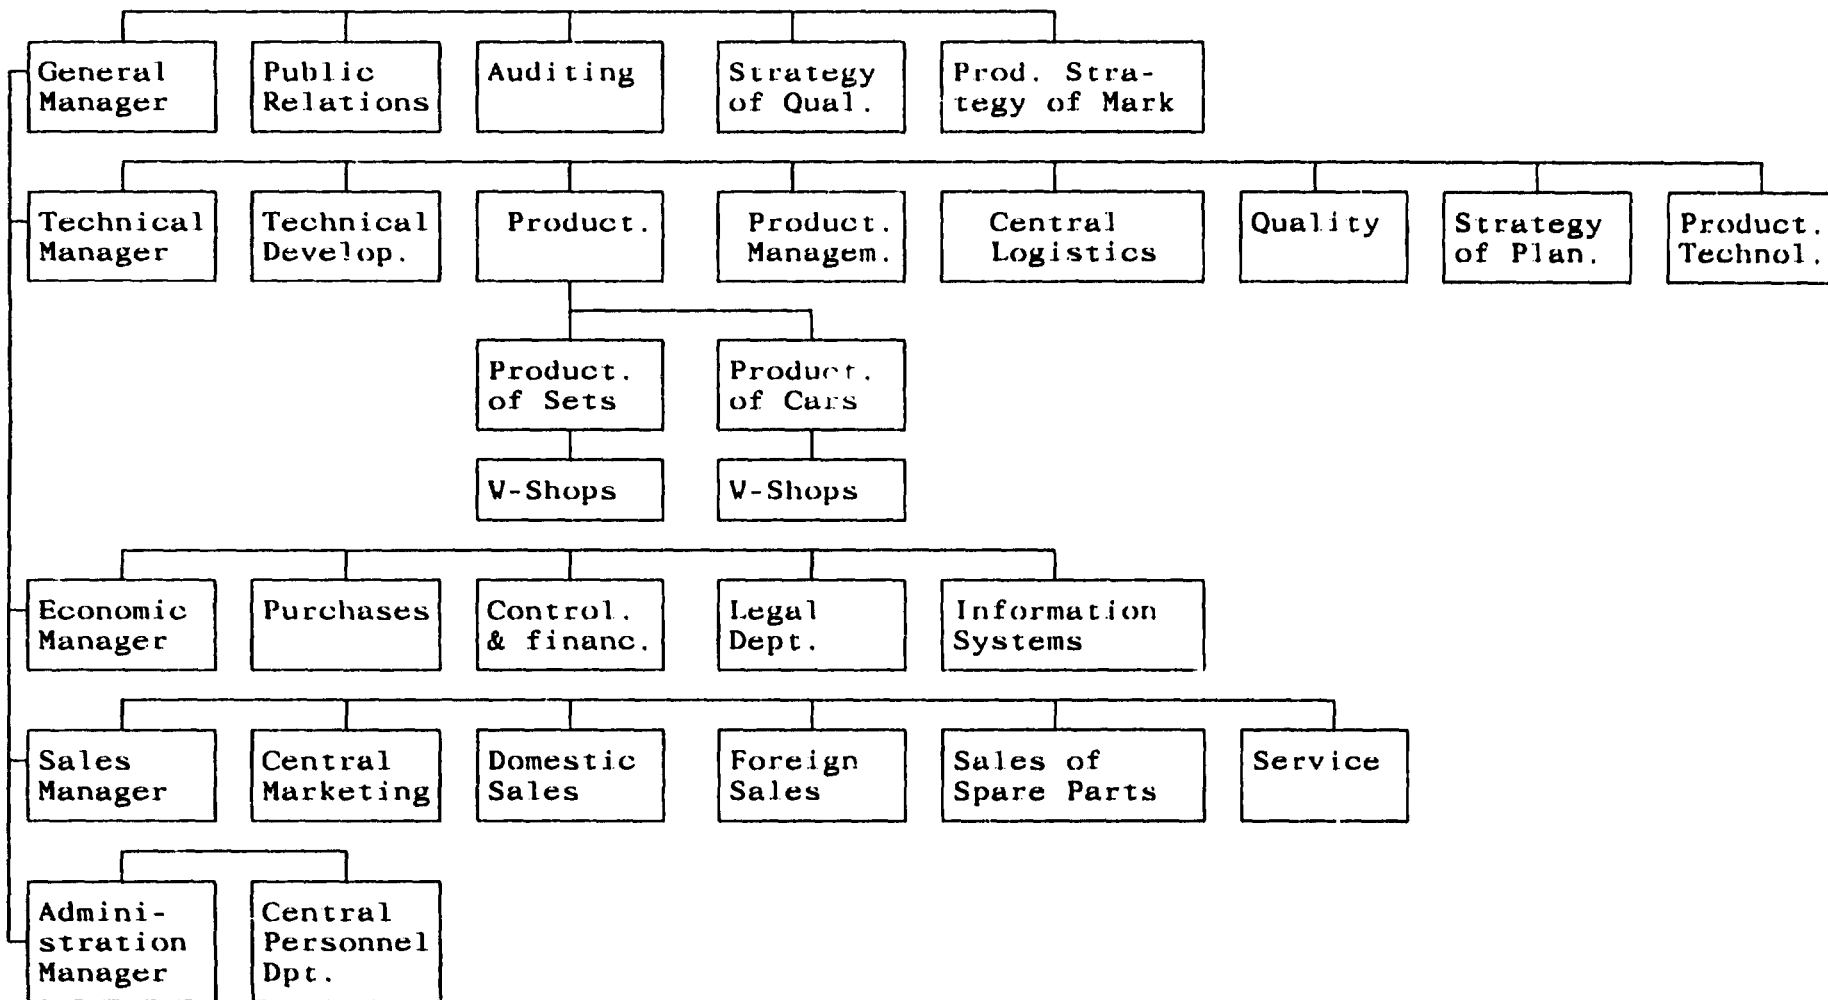 General
Manager
Public
Relations
Auditing
Strategy
of Qual.
Prod. Stra-
tegy of Mark
Technical
Manager
Technical
Develop.
Product.
Product.
Managem.
Central
Logistics
Quality
Strategy
of Plan.
Product.
Technol.
Product.
of Sets
Product.
of Cars
W-Shops
W-Shops
Economic
Manager
Purchases
Control.
& financ.
Legal
Dept.
Information
Systems
Sales
Manager
Central
Marketing
Domestic
Sales
Foreign
Sales
Sales of
Spare Parts
Service
Admini-
stration
Manager
Central
Personnel
Dpt.